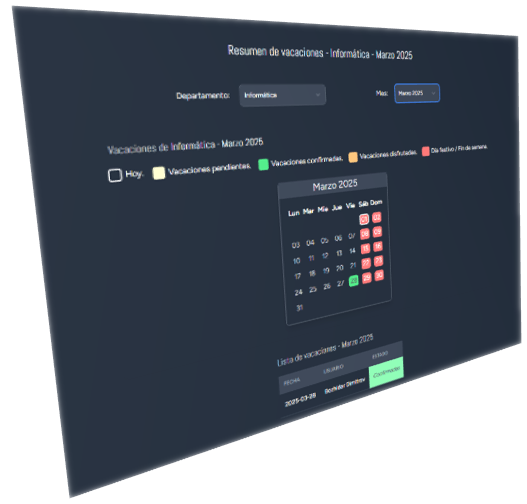 Resumen de vacaciones - Informática - Marzo 2025
Departamento: Informática Mes: Marzo 2025
Vacaciones de Informática - Marzo 2025
Hoy. Vacaciones pendientes. Vacaciones confirmadas. Vacaciones disfrutadas. Día festivo / Fin de semana.
Marzo 2025
Lun Mar Mie Jue Vie Sáb Dom
01 02
03 04 05 06 07 08 09
10 11 12 13 14 15 16
17 18 19 20 21 22 23
24 25 26 27 28 29 30
31
Lista de vacaciones - Marzo 2025
FECHA USUARIO ESTADO
2025-03-28 Bozhidar Dimitrov Confirmadas